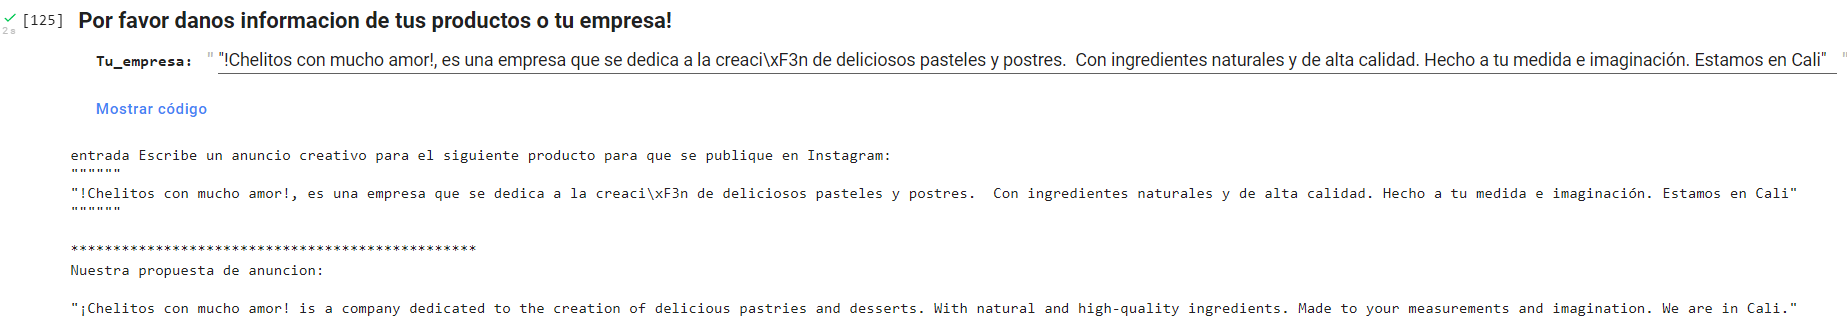 [125] Por favor danos informacion de tus productos o tu empresa!
2s
Tu_empresa: " "!Chelitos con mucho amor!, es una empresa que se dedica a la creaci\xF3n de deliciosos pasteles y postres.  Con ingredientes naturales y de alta calidad. Hecho a tu medida e imaginación. Estamos en Cali" "
Mostrar código
entrada Escribe un anuncio creativo para el siguiente producto para que se publique en Instagram:
""""""
"!Chelitos con mucho amor!, es una empresa que se dedica a la creaci\xF3n de deliciosos pasteles y postres.  Con ingredientes naturales y de alta calidad. Hecho a tu medida e imaginación. Estamos en Cali"
""""""
************************************************
Nuestra propuesta de anuncion:
"¡Chelitos con mucho amor! is a company dedicated to the creation of delicious pastries and desserts. With natural and high-quality ingredients. Made to your measurements and imagination. We are in Cali."